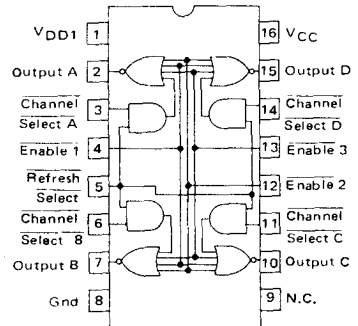 VDD1 1
16 VCC
Output A 2
15 Output D
Channel
Select A 3
14 Channel
Select D
Enable 1 4
13 Enable 3
Refresh
Select 5
12 Enable 2
Channel
Select B 6
11 Channel
Select C
Output B 7
10 Output C
Gnd 8
9 N.C.